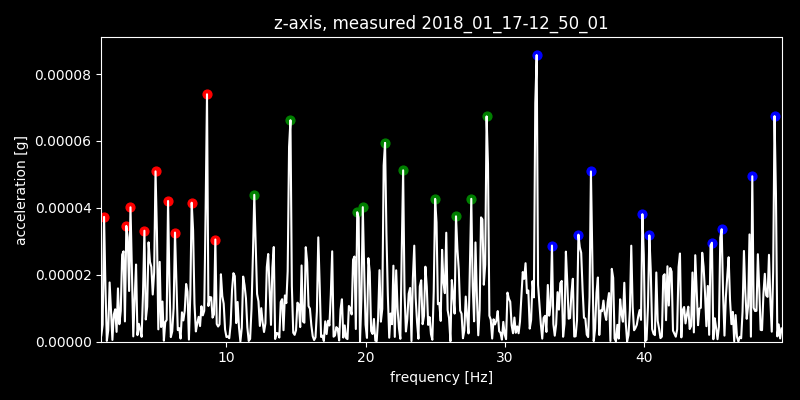 z-axis, measured 2018_01_17-12_50_01
acceleration [g]
0.00008
0.00006
0.00004
0.00002
0.00000
10 20 30 40
frequency [Hz]